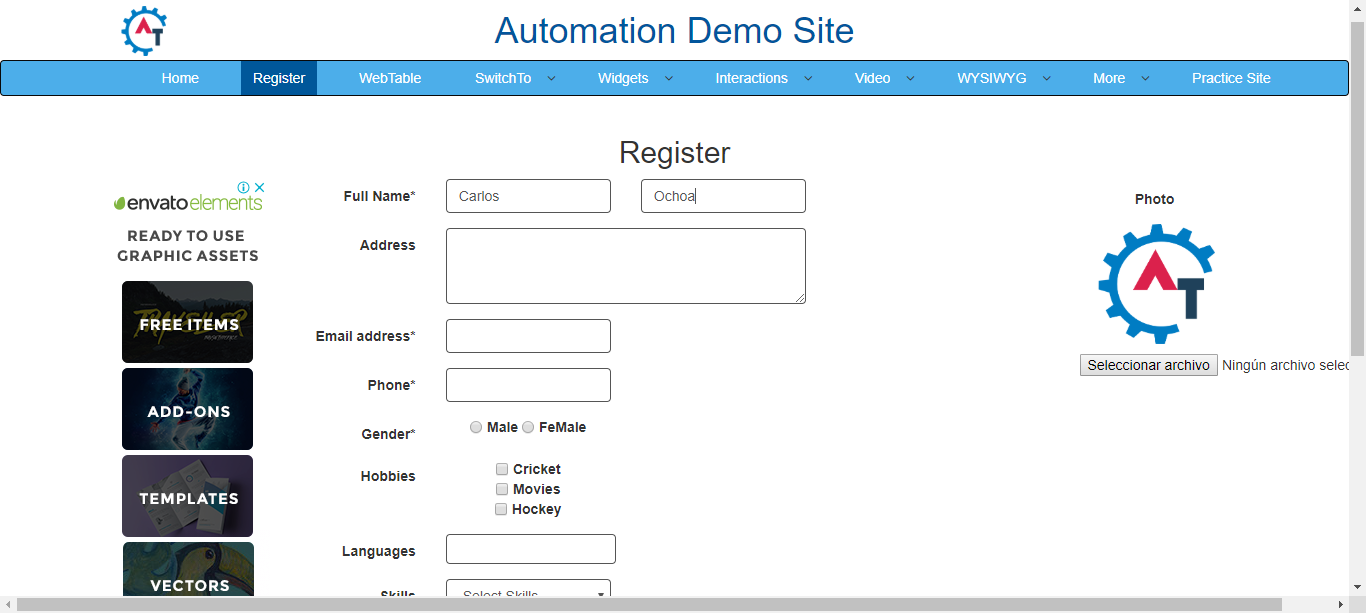 Automation Demo Site
Home Register WebTable SwitchTo Widgets Interactions Video WYSIWYG More Practice Site
Register
envatoelements
READY TO USE
GRAPHIC ASSETS
FREE ITEMS
ADD-ONS
TEMPLATES
VECTORS
Full Name* Carlos Ochoa
Address
Email address*
Phone*
Gender* Male FeMale
Hobbies Cricket
Movies
Hockey
Languages
Skills Select Skills
Photo
AT
Seleccionar archivo Ningún archivo selec